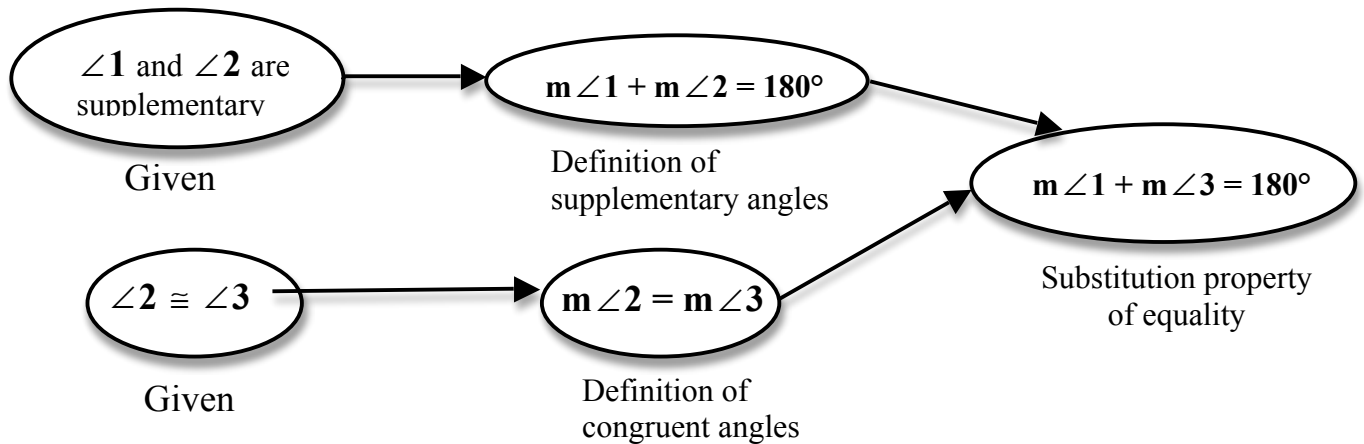 ∠1 and ∠2 are
supplementary
Given
m∠1 + m∠2 = 180°
Definition of
supplementary angles
m∠1 + m∠3 = 180°
Substitution property
of equality
∠2 ≅ ∠3
Given
m∠2 = m∠3
Definition of
congruent angles